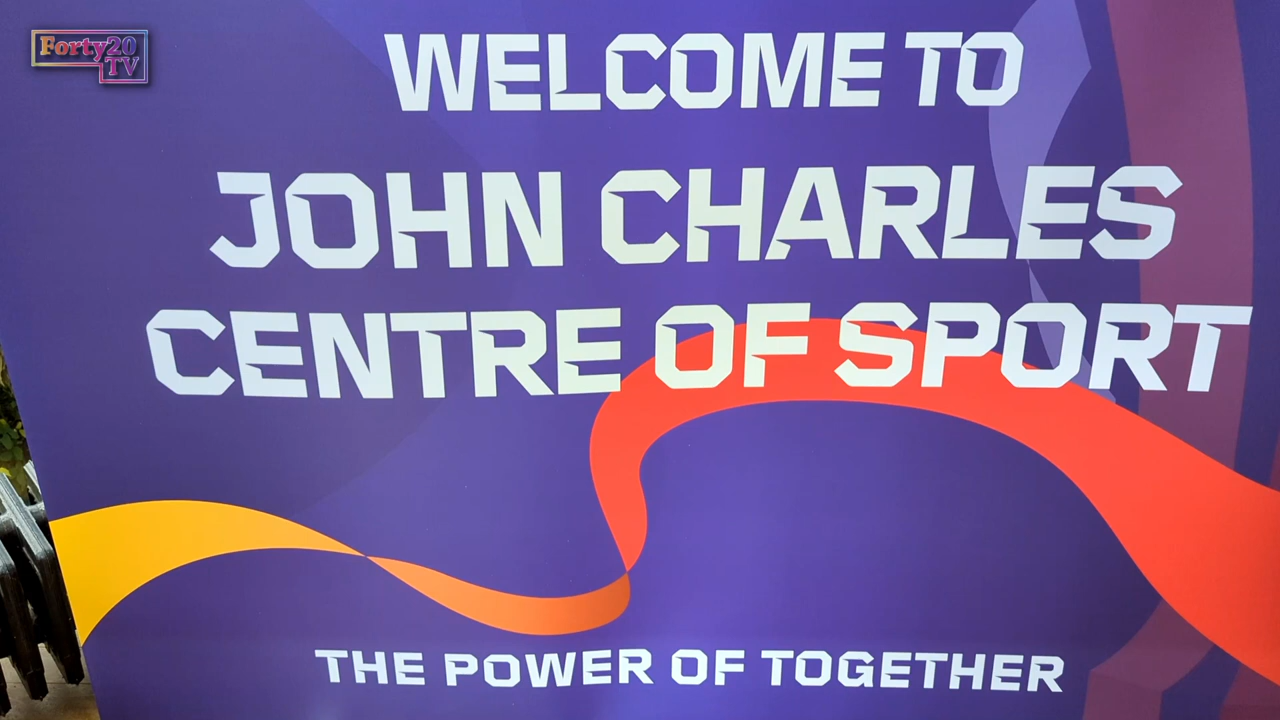 Forty20
TV
WELCOME TO
JOHN CHARLES
CENTRE OF SPORT
THE POWER OF TOGETHER